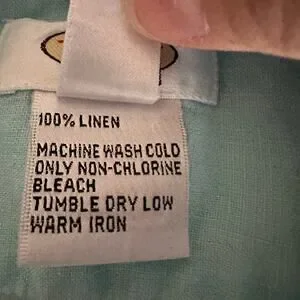 100% LINEN
MACHINE WASH COLD
ONLY NON-CHLORINE
BLEACH
TUMBLE DRY LOW
WARM IRON